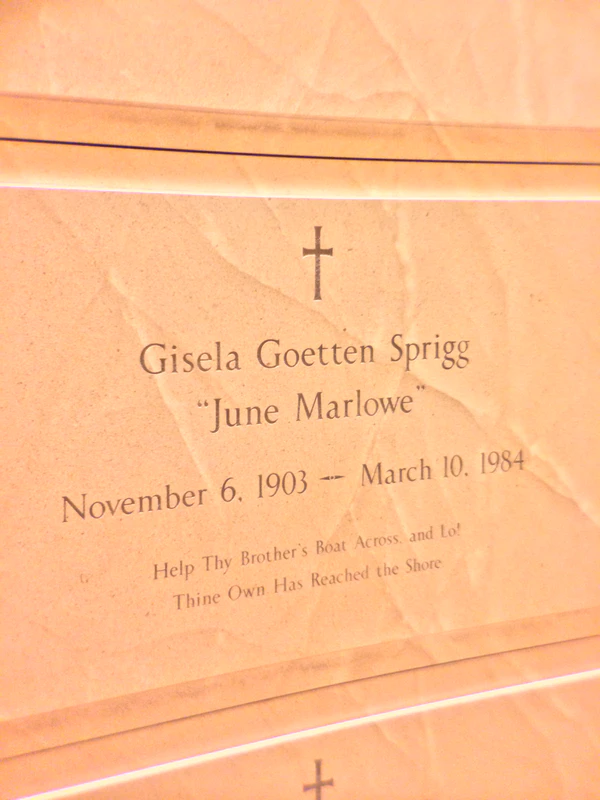 Gisela Goetten Sprigg
“June Marlowe”
November 6, 1903 — March 10, 1984
Help Thy Brother's Boat Across, and Lo!
Thine Own Has Reached the Shore